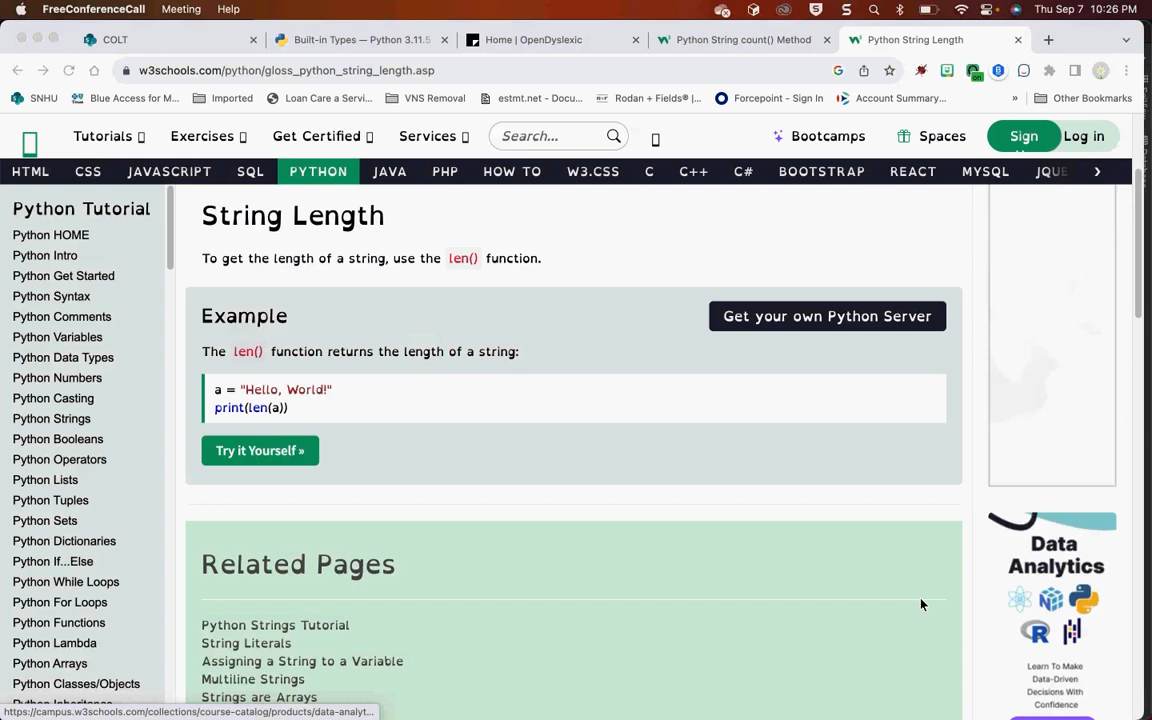 FreeConferenceCall Meeting Help Thu Sep 7 10:26 PM
COLT Built-in Types — Python 3.11.5 Home | OpenDyslexic Python String count() Method Python String Length
w3schools.com/python/gloss_python_string_length.asp
SNHU Blue Access for M... Imported Loan Care a Servi... VNS Removal estmt.net - Docu... Rodan + Fields®|... Forcepoint - Sign In Account Summary... » Other Bookmarks
Tutorials Exercises Get Certified Services Search... Bootcamps Spaces Sign Log in
HTML CSS JAVASCRIPT SQL PYTHON JAVA PHP HOW TO W3.CSS C C++ C# BOOTSTRAP REACT MYSQL JQUE
Python Tutorial
Python HOME
Python Intro
Python Get Started
Python Syntax
Python Comments
Python Variables
Python Data Types
Python Numbers
Python Casting
Python Strings
Python Booleans
Python Operators
Python Lists
Python Tuples
Python Sets
Python Dictionaries
Python If...Else
Python While Loops
Python For Loops
Python Functions
Python Lambda
Python Arrays
Python Classes/Objects
String Length
To get the length of a string, use the len() function.
Example
Get your own Python Server
The len() function returns the length of a string:
a = "Hello, World!"
print(len(a))
Try it Yourself »
Related Pages
Python Strings Tutorial
String Literals
Assigning a String to a Variable
Multiline Strings
Strings are Arrays
Data
Analytics
R
Learn To Make
Data-Driven
Decisions With
Confidence
https://campus.w3schools.com/collections/course-catalog/products/data-analyt...